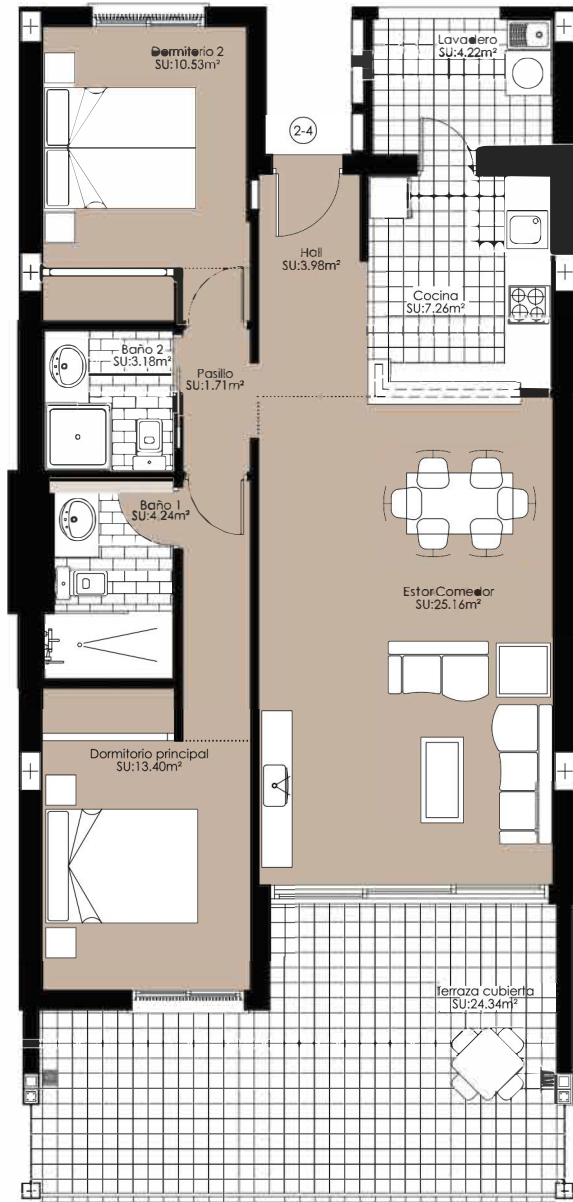 Dormitorio 2
SU:10.53m²
Lavadero
SU:4.22m²
2-4
Hall
SU:3.98m²
Cocina
SU:7.26m²
Baño 2
SU:3.18m²
Pasillo
SU:1.71m²
Baño 1
SU:4.24m²
Estor Comedor
SU:25.16m²
Dormitorio principal
SU:13.40m²
Terraza cubierta
SU:24.34m²